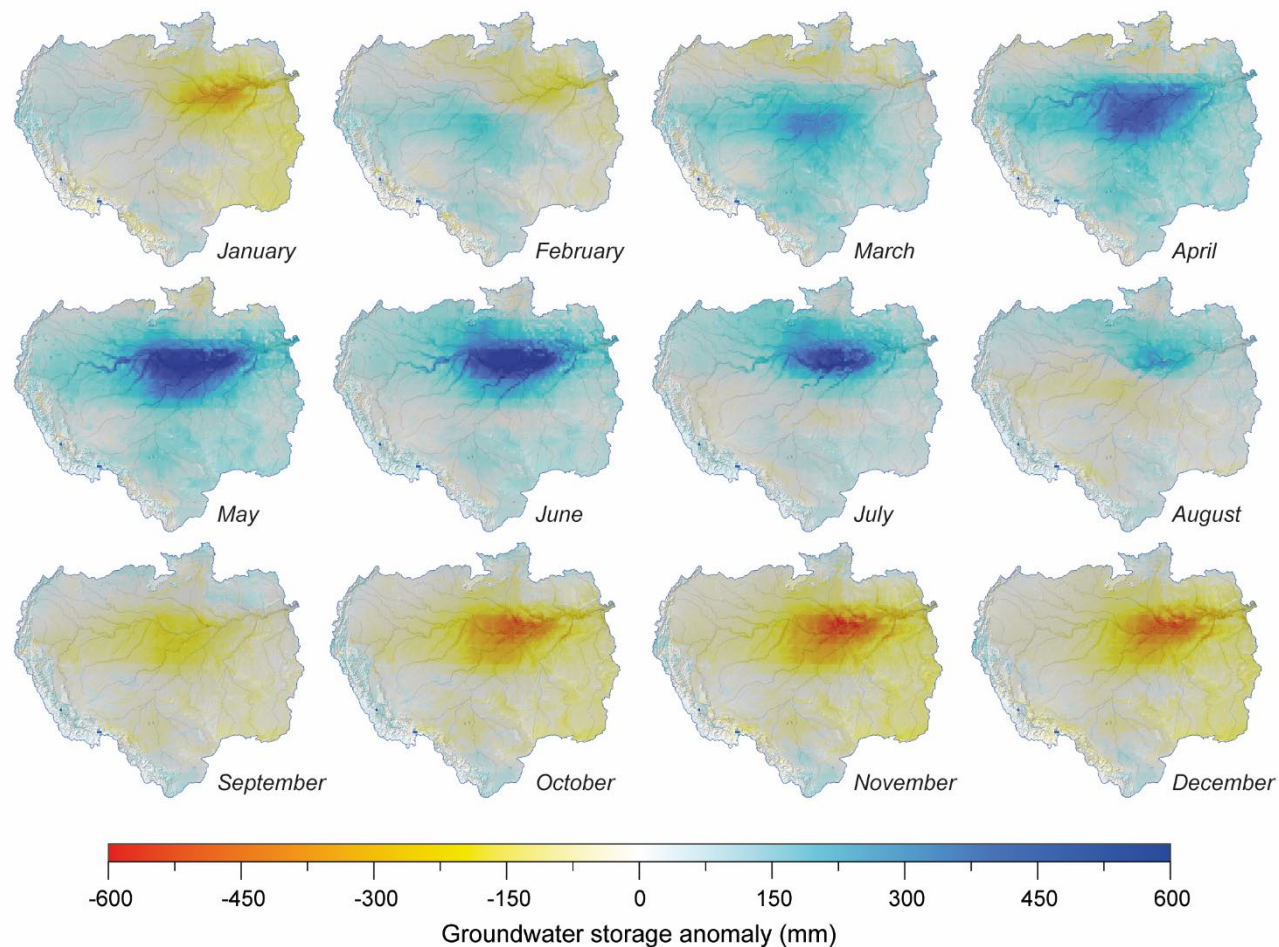 January
February
March
April
May
June
July
August
September
October
November
December
-600
-450
-300
-150
0
150
300
450
600
Groundwater storage anomaly (mm)